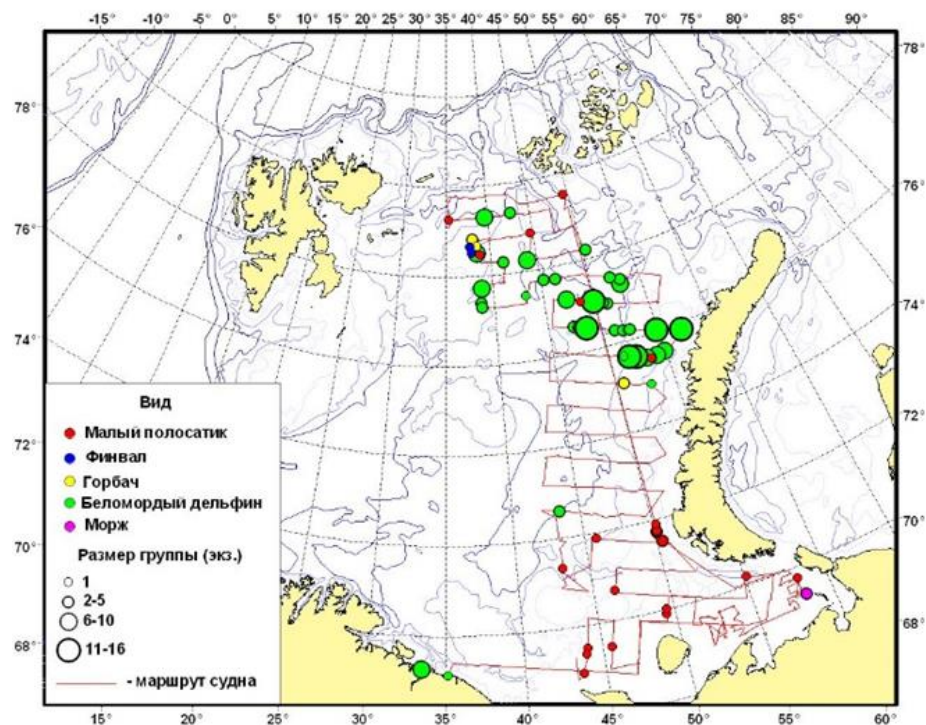 -15° -10° -5° 0° 5° 10° 15° 20° 25° 30° 35° 40° 45° 50° 55° 60° 65° 70° 75° 82° 85° 90°
78° 78°
78°
76°
76°
74°
74°
72°
72°
70°
70°
68°
68°
Вид
Малый полосатик
Финвал
Горбач
Беломордый дельфин
Морж
Размер группы (экз.)
1
2-5
6-10
11-16
- маршрут судна
15° 20° 25° 30° 35° 40° 45° 50° 55° 60°